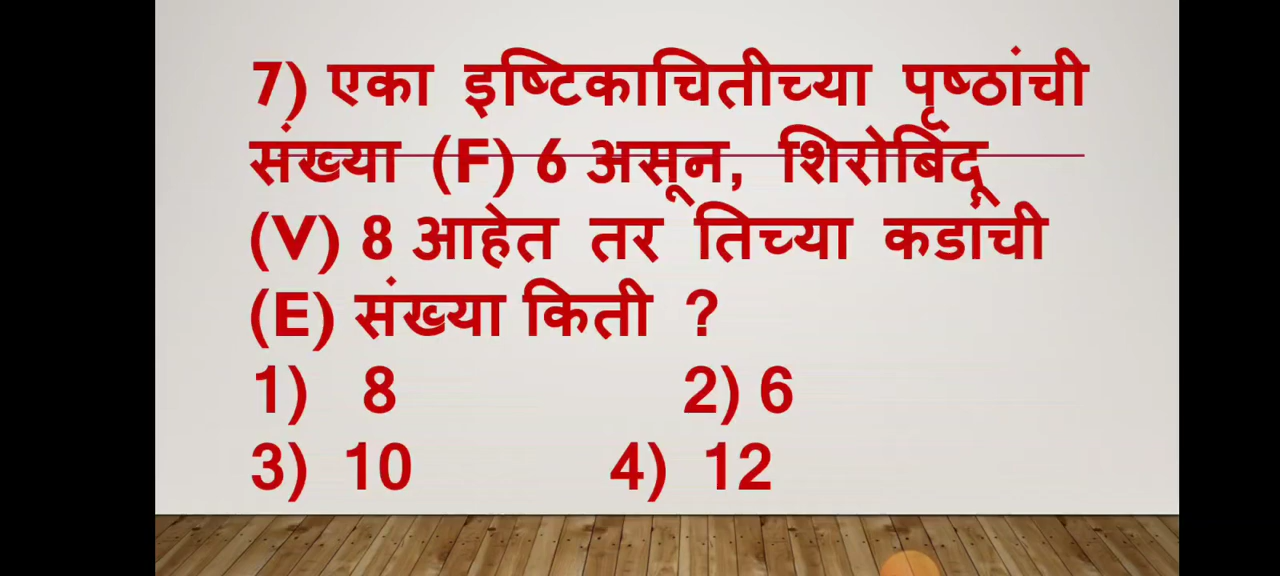 7) एका इष्टिकाचितीच्या पृष्ठांची
संख्या (F) 6 असून, शिरोबिंदू
(V) 8 आहेत तर तिच्या कडांची
(E) संख्या किती ?
1) 8 2) 6
3) 10 4) 12